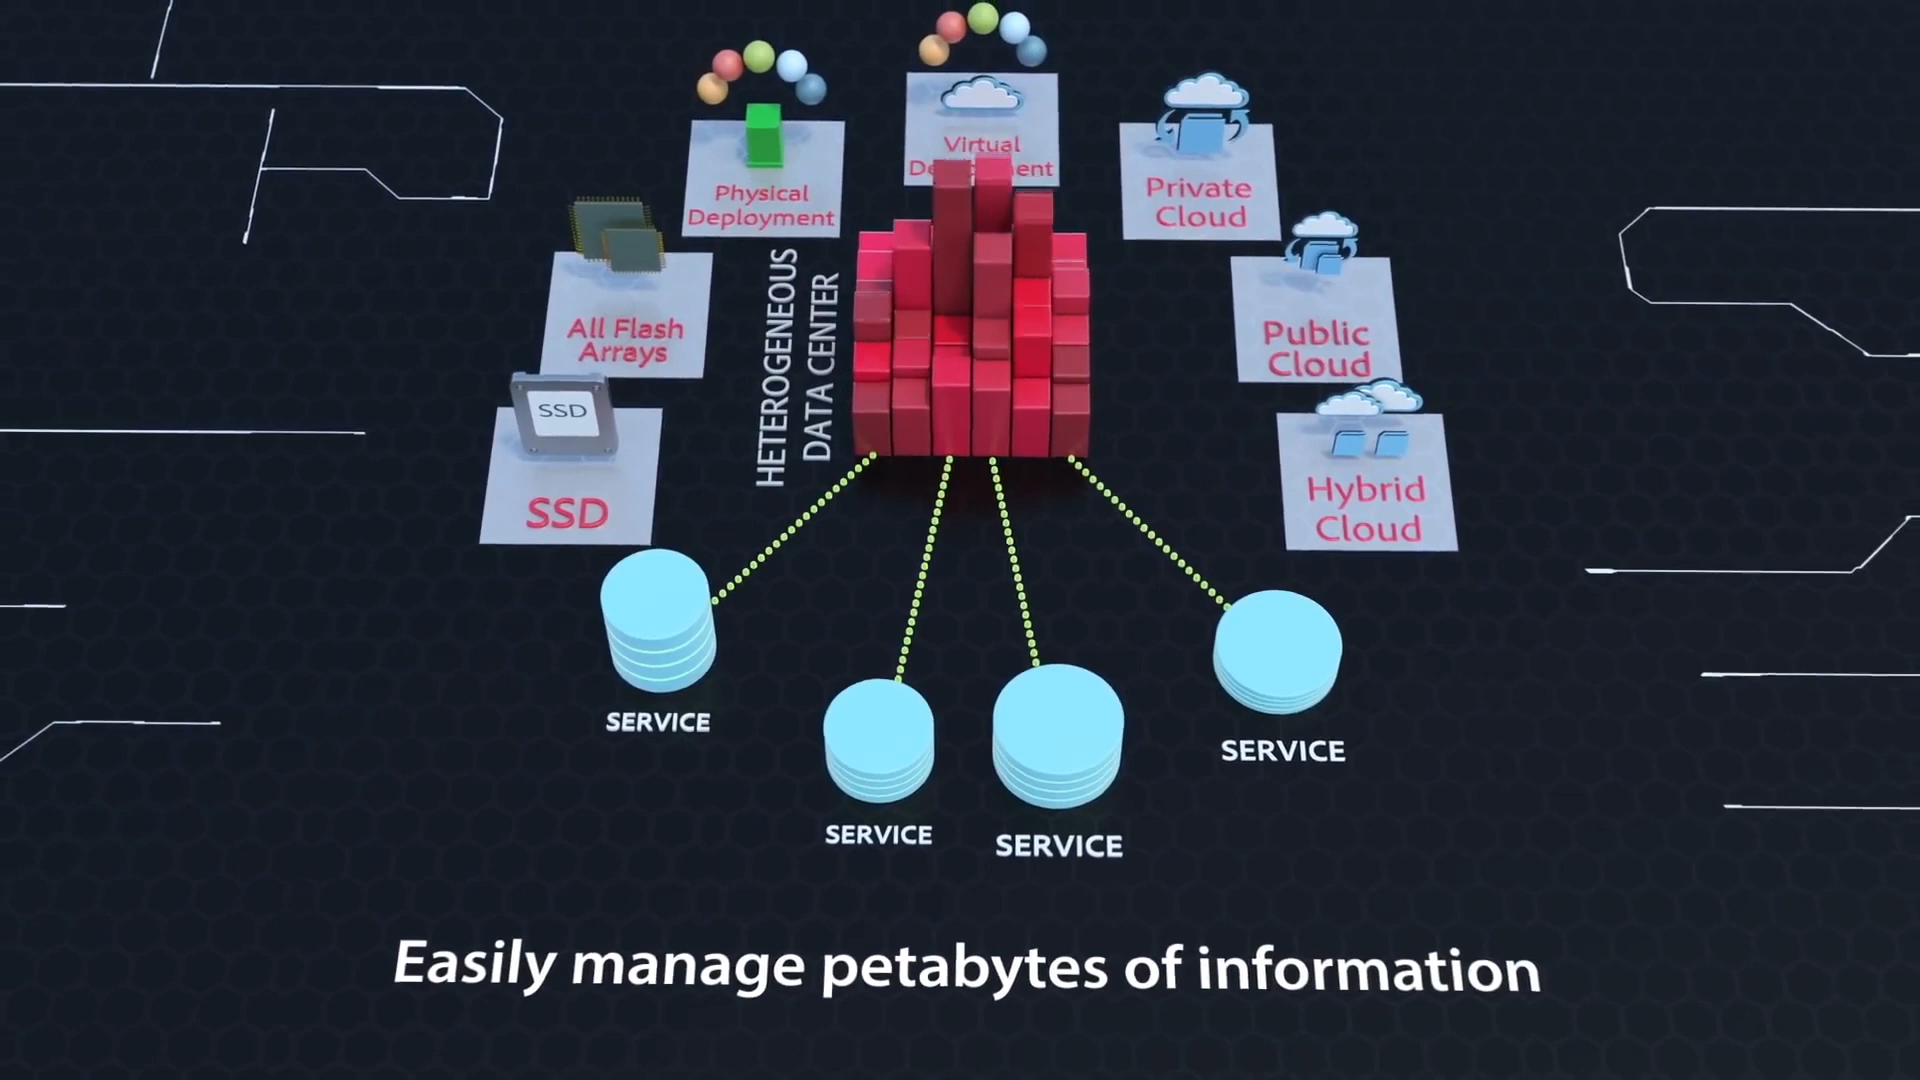 Virtual
Physical
Deployment
Private
Cloud
All Flash
Arrays
HETEROGENEOUS
DATA CENTER
Public
Cloud
SSD
SSD
Hybrid
Cloud
SERVICE
SERVICE
SERVICE
SERVICE
Easily manage petabytes of information